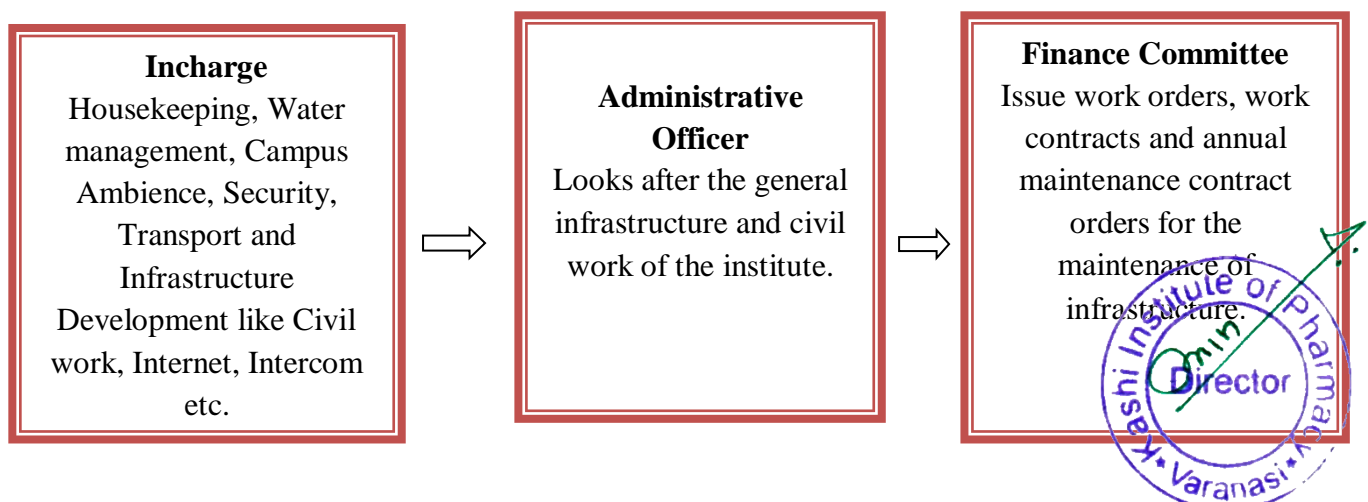 Incharge
Housekeeping, Water
management, Campus
Ambience, Security,
Transport and
Infrastructure
Development like Civil
work, Internet, Intercom
etc.
Administrative
Officer
Looks after the general
infrastructure and civil
work of the institute.
Finance Committee
Issue work orders, work
contracts and annual
maintenance contract
orders for the
maintenance of
infrastructure.
Kashi Institute of Pharmacy
Director
*Varanasi*